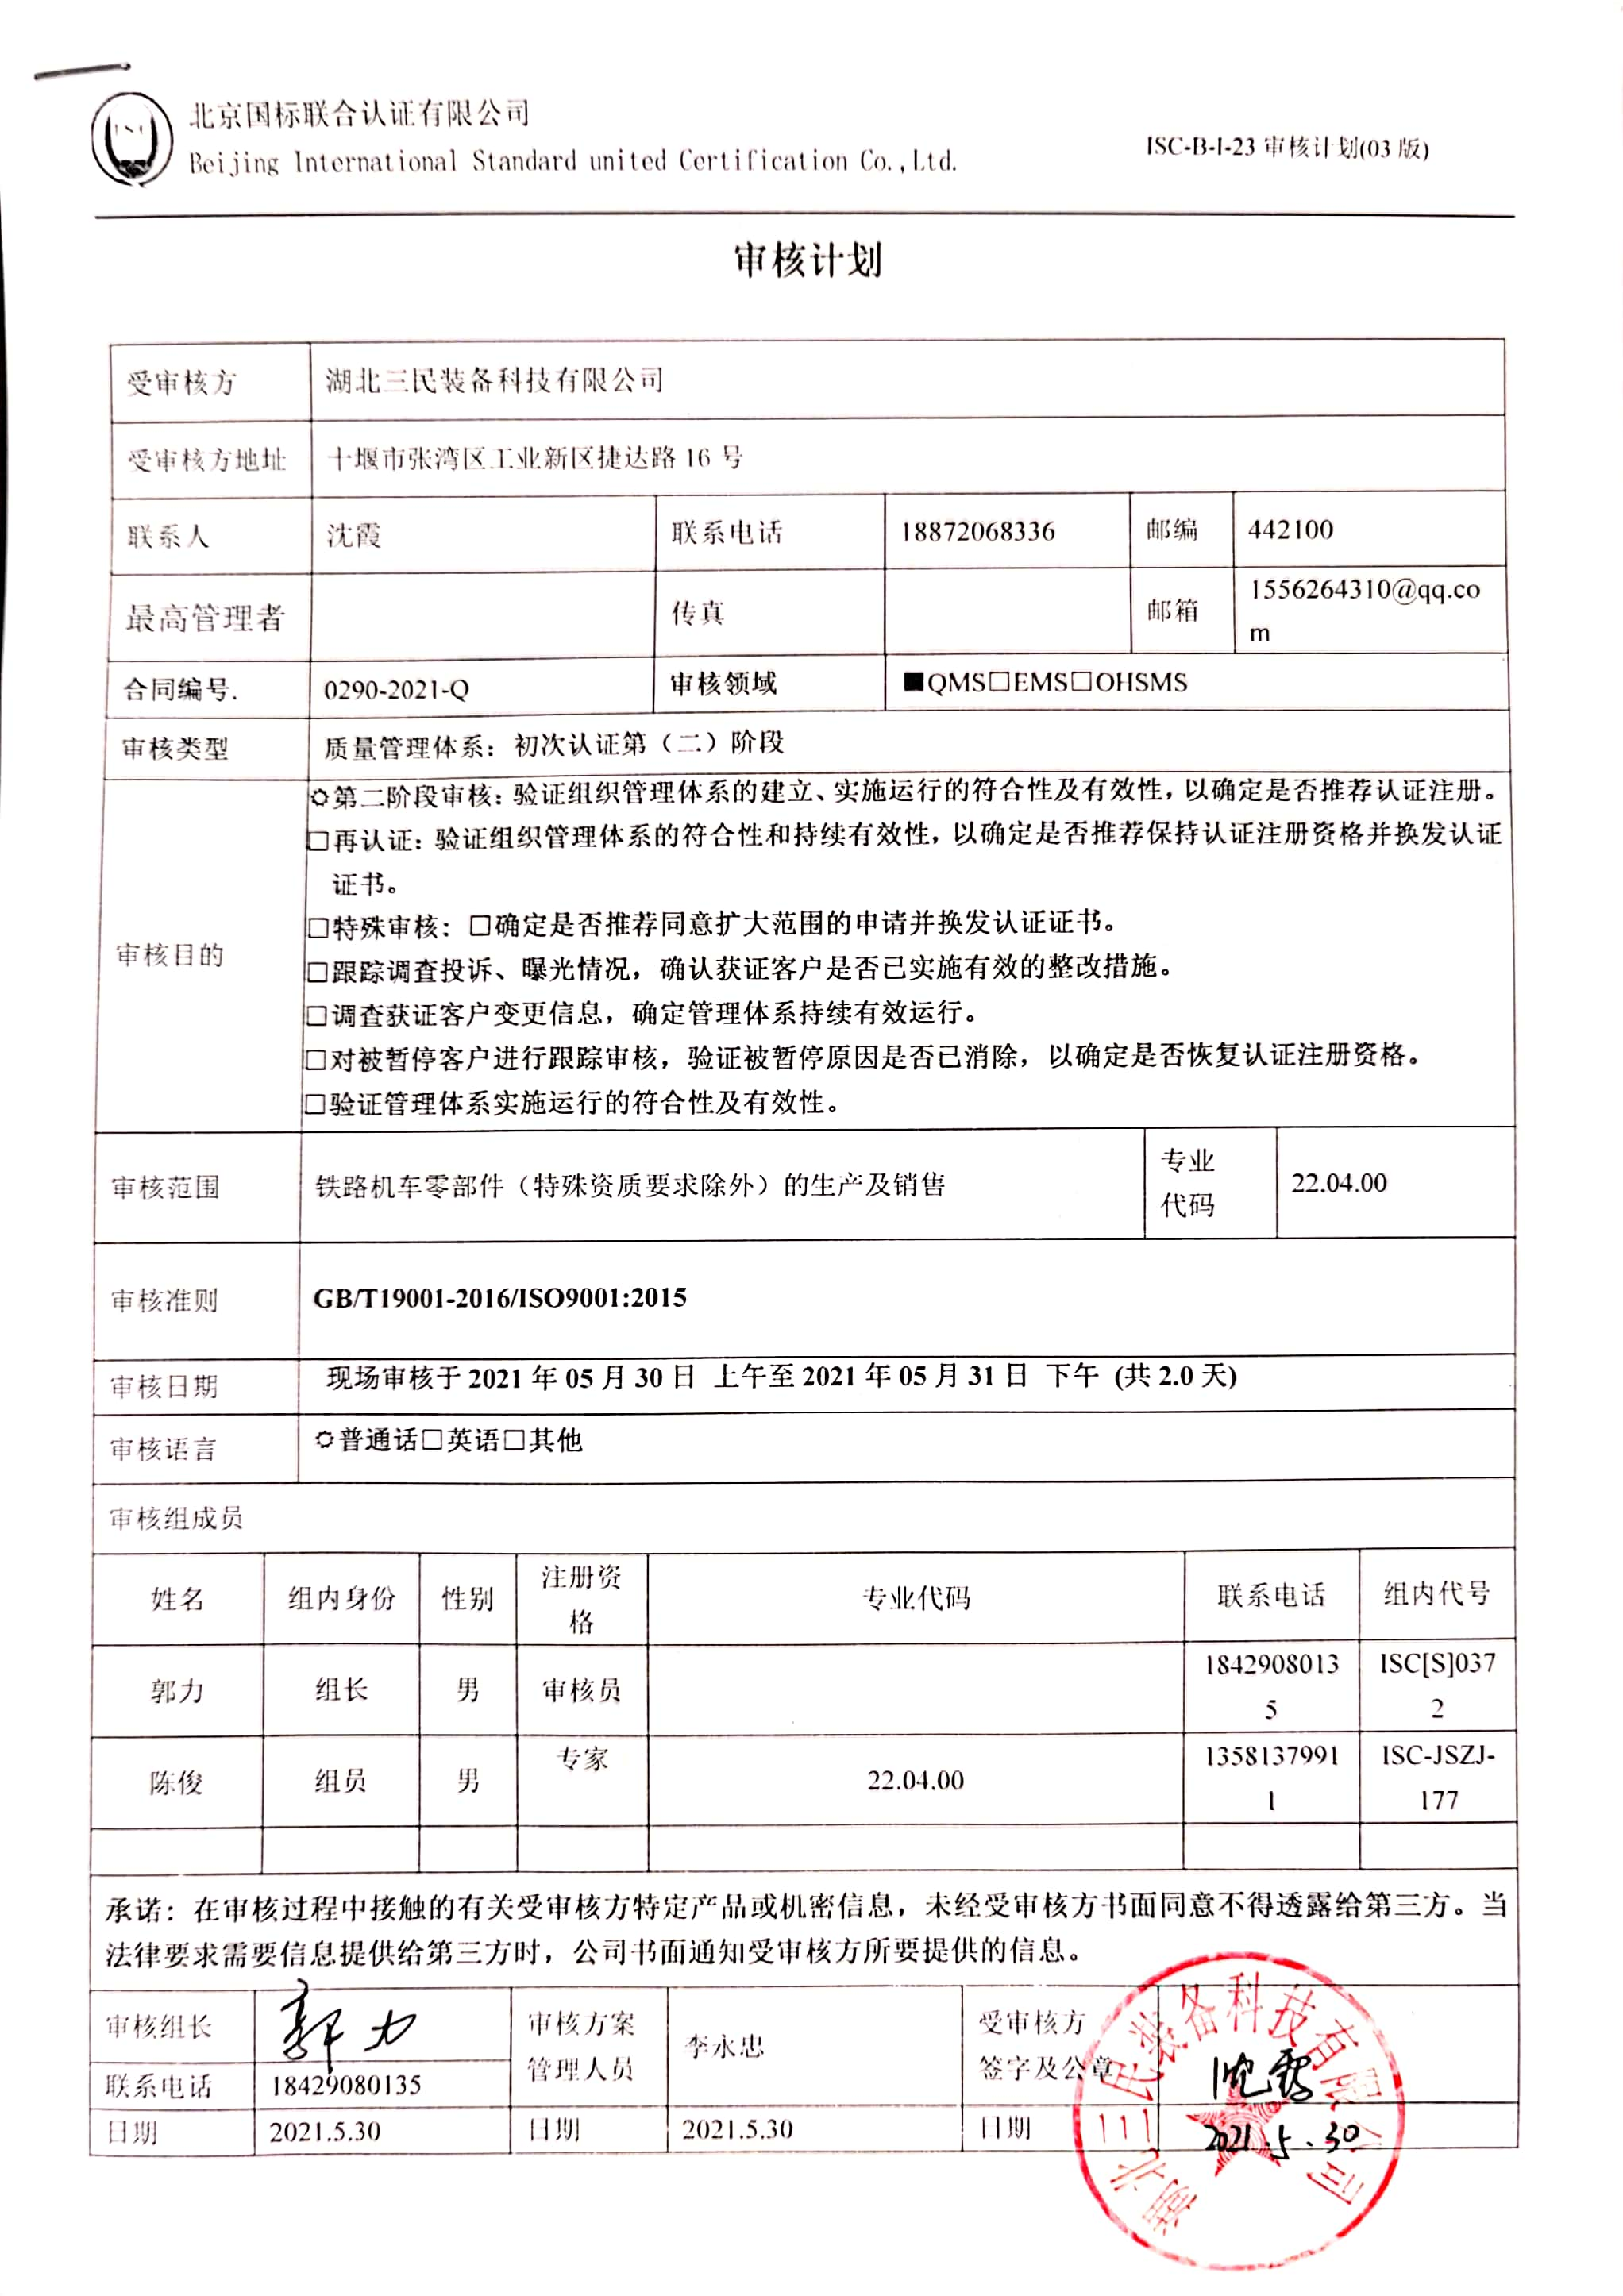 北京国标联合认证有限公司
Beijing International Standard united Certification Co.,Ltd.
ISC-B-I-23 审核计划(03 版)
审核计划
受审核方 湖北三民装备科技有限公司
受审核方地址 十堰市张湾区工业新区捷达路 16 号
联系人 沈霞 联系电话 18872068336 邮编 442100
最高管理者 传真 邮箱 1556264310@qq.co
m
合同编号. 0290-2021-Q 审核领域 ■QMS□EMS□OHSMS
审核类型 质量管理体系：初次认证第（二）阶段
审核目的
✡第二阶段审核：验证组织管理体系的建立、实施运行的符合性及有效性，以确定是否推荐认证注册。
□再认证：验证组织管理体系的符合性和持续有效性，以确定是否推荐保持认证注册资格并换发认证
证书。
□特殊审核：□确定是否推荐同意扩大范围的申请并换发认证证书。
□跟踪调查投诉、曝光情况，确认获证客户是否已实施有效的整改措施。
□调查获证客户变更信息，确定管理体系持续有效运行。
□对被暂停客户进行跟踪审核，验证被暂停原因是否已消除，以确定是否恢复认证注册资格。
□验证管理体系实施运行的符合性及有效性。
审核范围 铁路机车零部件（特殊资质要求除外）的生产及销售 专业
代码 22.04.00
审核准则 GB/T19001-2016/ISO9001:2015
审核日期 现场审核于 2021 年 05 月 30 日 上午至 2021 年 05 月 31 日 下午 (共 2.0 天)
审核语言 ✡普通话□英语□其他
审核组成员
姓名 组内身份 性别 注册资
格 专业代码 联系电话 组内代号
郭力 组长 男 审核员 1842908013
5 ISC[S]037
2
陈俊 组员 男 专家 22.04.00 1358137991
1 ISC-JSZJ-
177
承诺：在审核过程中接触的有关受审核方特定产品或机密信息，未经受审核方书面同意不得透露给第三方。当
法律要求需要信息提供给第三方时，公司书面通知受审核方所要提供的信息。
审核组长 郭力 审核方案
管理人员 李永忠 受审核方
签字及公章 沈霞
联系电话 18429080135
日期 2021.5.30 日期 2021.5.30 日期 2021.5.30
湖北三民装备科技有限公司